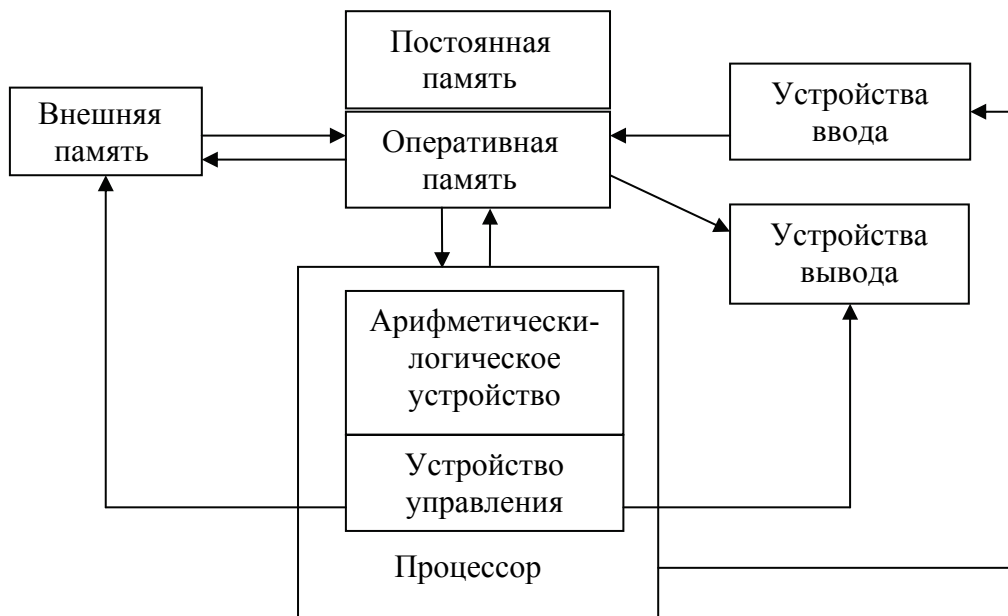 Постоянная
память
Внешняя
память
Оперативная
память
Устройства
ввода
Устройства
вывода
Арифметически-
логическое
устройство
Устройство
управления
Процессор